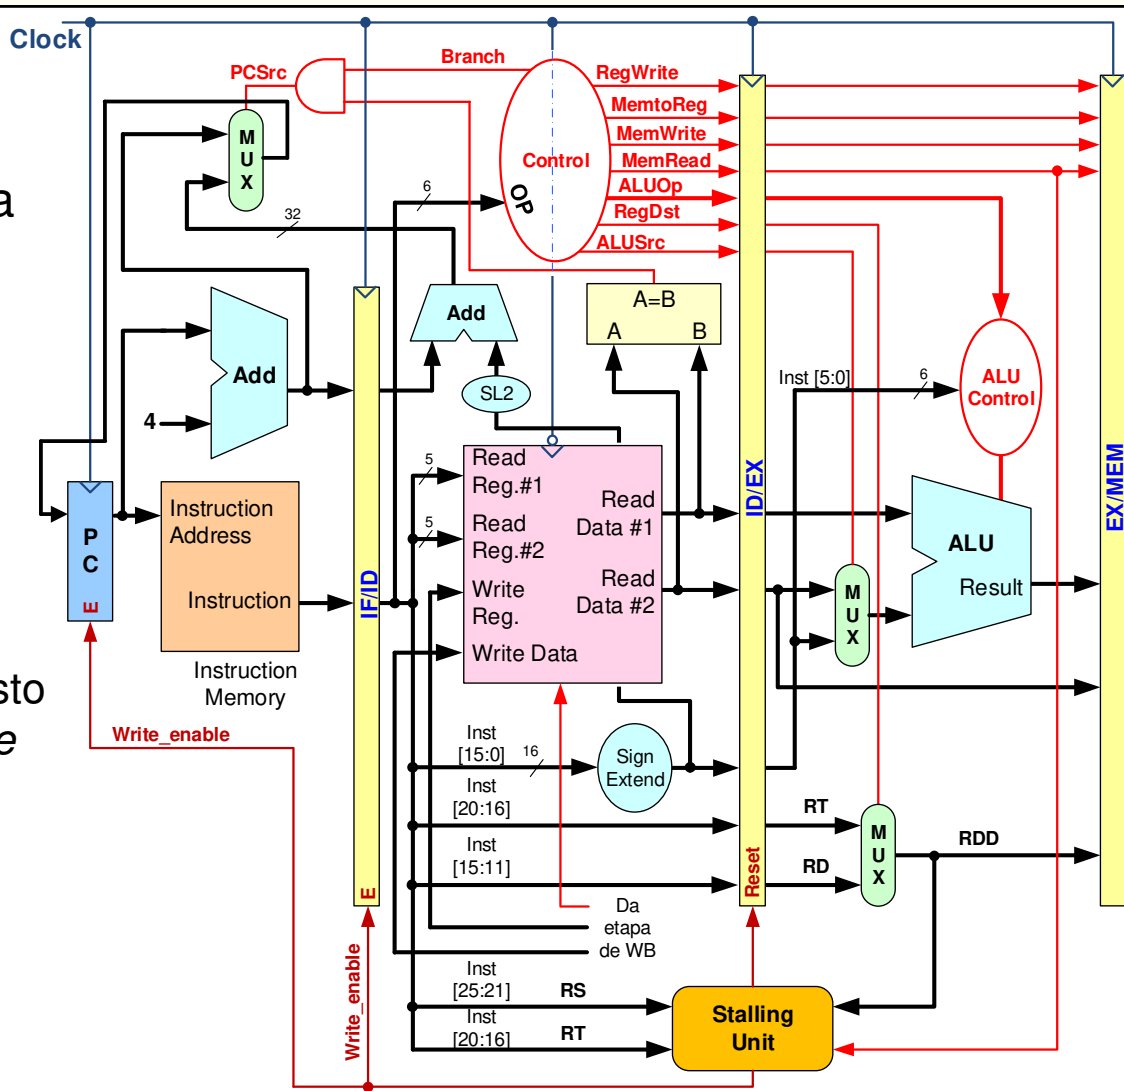 Clock
Branch
PCSrc
RegWrite
MemtoReg
MemWrite
MemRead
ALUOp
RegDst
ALUSrc
Control
OP
M
U
X
6
32
a
A=B
A B
Add
SL2
Add
4
Inst [5:0]
6
ALU
Control
IF/ID
ID/EX
EX/MEM
P
C
E
Instruction
Address
Instruction
Instruction
Memory
5
5
Read
Reg.#1
Read
Reg.#2
Write
Reg.
Write Data
Read
Data #1
Read
Data #2
ALU
Result
M
U
X
sto
e
Write_enable
Inst
[15:0]
16
Sign
Extend
Inst
[20:16]
RT
Inst
[15:11]
RD
M
U
X
RDD
E
Reset
Da
etapa
de WB
Write_enable
Inst
[25:21]
RS
Inst
[20:16]
RT
Stalling
Unit